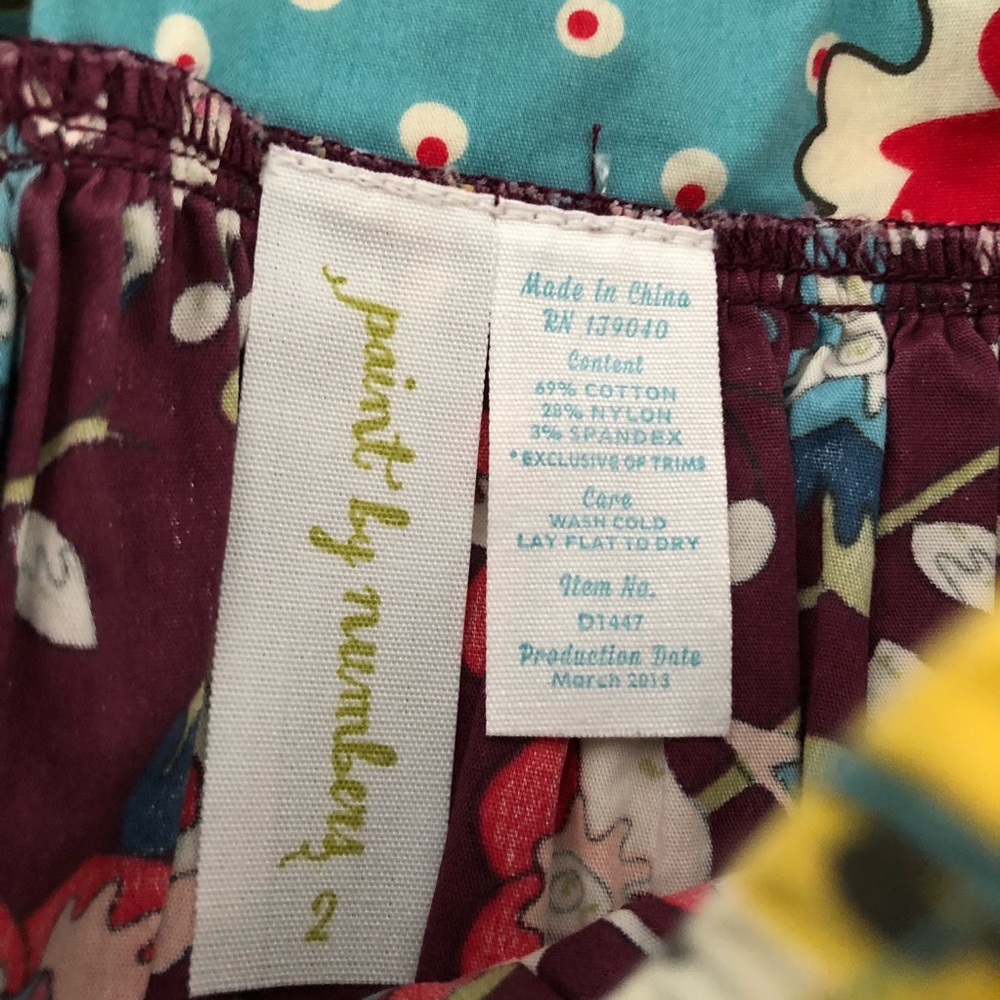 paint by numbers 2
Made in China
RN 139040
Content
69% COTTON
28% NYLON
3% SPANDEX
*EXCLUSIVE OF TRIMS
Care
WASH COLD
LAY FLAT TO DRY
Item No.
D1447
Production Date
March 2013